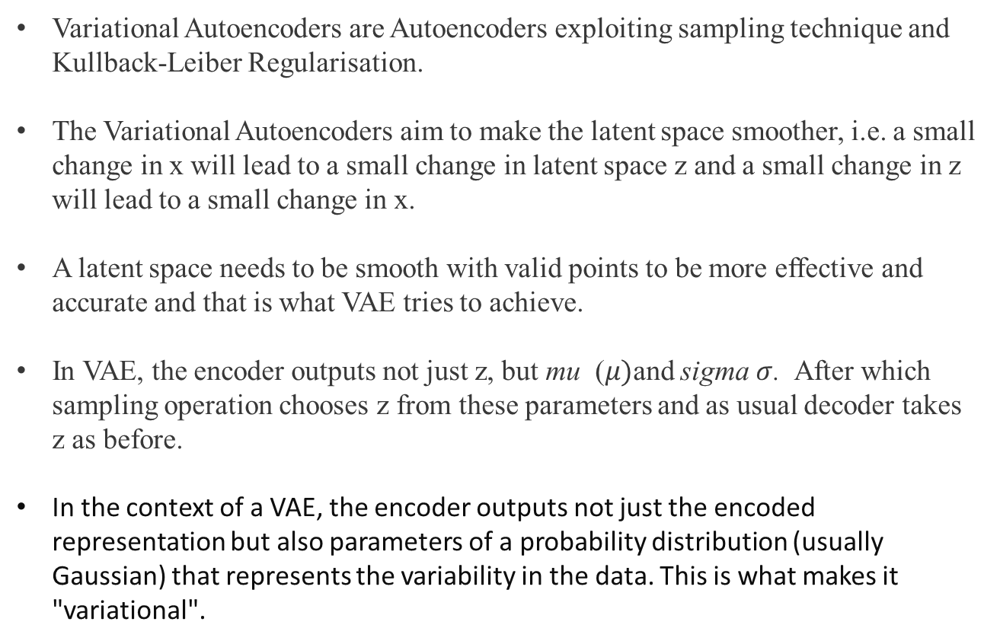 • Variational Autoencoders are Autoencoders exploiting sampling technique and
Kullback-Leiber Regularisation.
• The Variational Autoencoders aim to make the latent space smoother, i.e. a small
change in x will lead to a small change in latent space z and a small change in z
will lead to a small change in x.
• A latent space needs to be smooth with valid points to be more effective and
accurate and that is what VAE tries to achieve.
• In VAE, the encoder outputs not just z, but mu (μ)and sigma σ. After which
sampling operation chooses z from these parameters and as usual decoder takes
z as before.
• In the context of a VAE, the encoder outputs not just the encoded
representation but also parameters of a probability distribution (usually
Gaussian) that represents the variability in the data. This is what makes it
"variational".